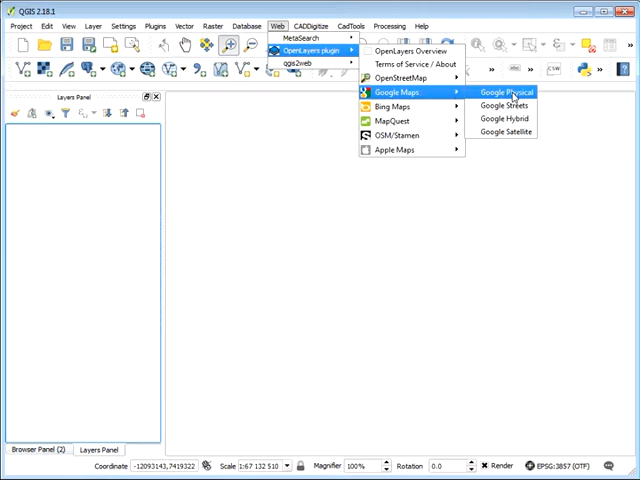 QGIS 2.18.1
Project Edit View Layer Settings Plugins Vector Raster Database Web CADDigitize CadTools Processing Help
MetaSearch
OpenLayers plugin
qgis2web
OpenLayers Overview
Terms of Service / About
OpenStreetMap
Google Maps
Bing Maps
MapQuest
OSM/Stamen
Apple Maps
Google Physical
Google Streets
Google Hybrid
Google Satellite
abc
CSW
Layers Panel
Browser Panel (2) Layers Panel
Coordinate -12093143,7419322 Scale 1:67 132 510 Magnifier 100% Rotation 0.0 Render EPSG:3857 (OTF)